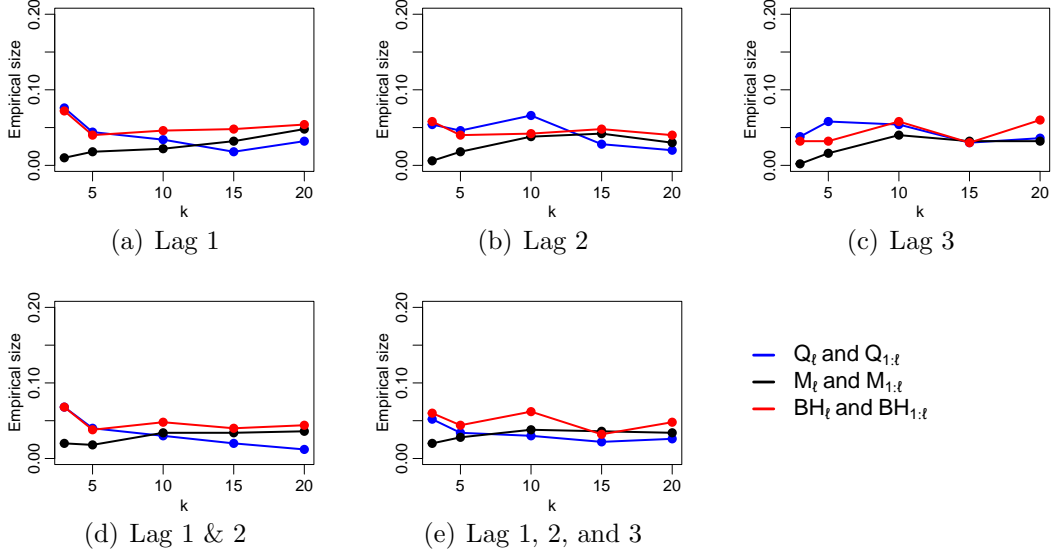 0.20
0.10
0.00
Empirical size
5 10 15 20
k
(a) Lag 1
0.20
0.10
0.00
Empirical size
5 10 15 20
k
(b) Lag 2
0.20
0.10
0.00
Empirical size
5 10 15 20
k
(c) Lag 3
0.20
0.10
0.00
Empirical size
5 10 15 20
k
(d) Lag 1 & 2
0.20
0.10
0.00
Empirical size
5 10 15 20
k
(e) Lag 1, 2, and 3
Qℓ and Q1:ℓ
Mℓ and M1:ℓ
BHℓ and BH1:ℓ